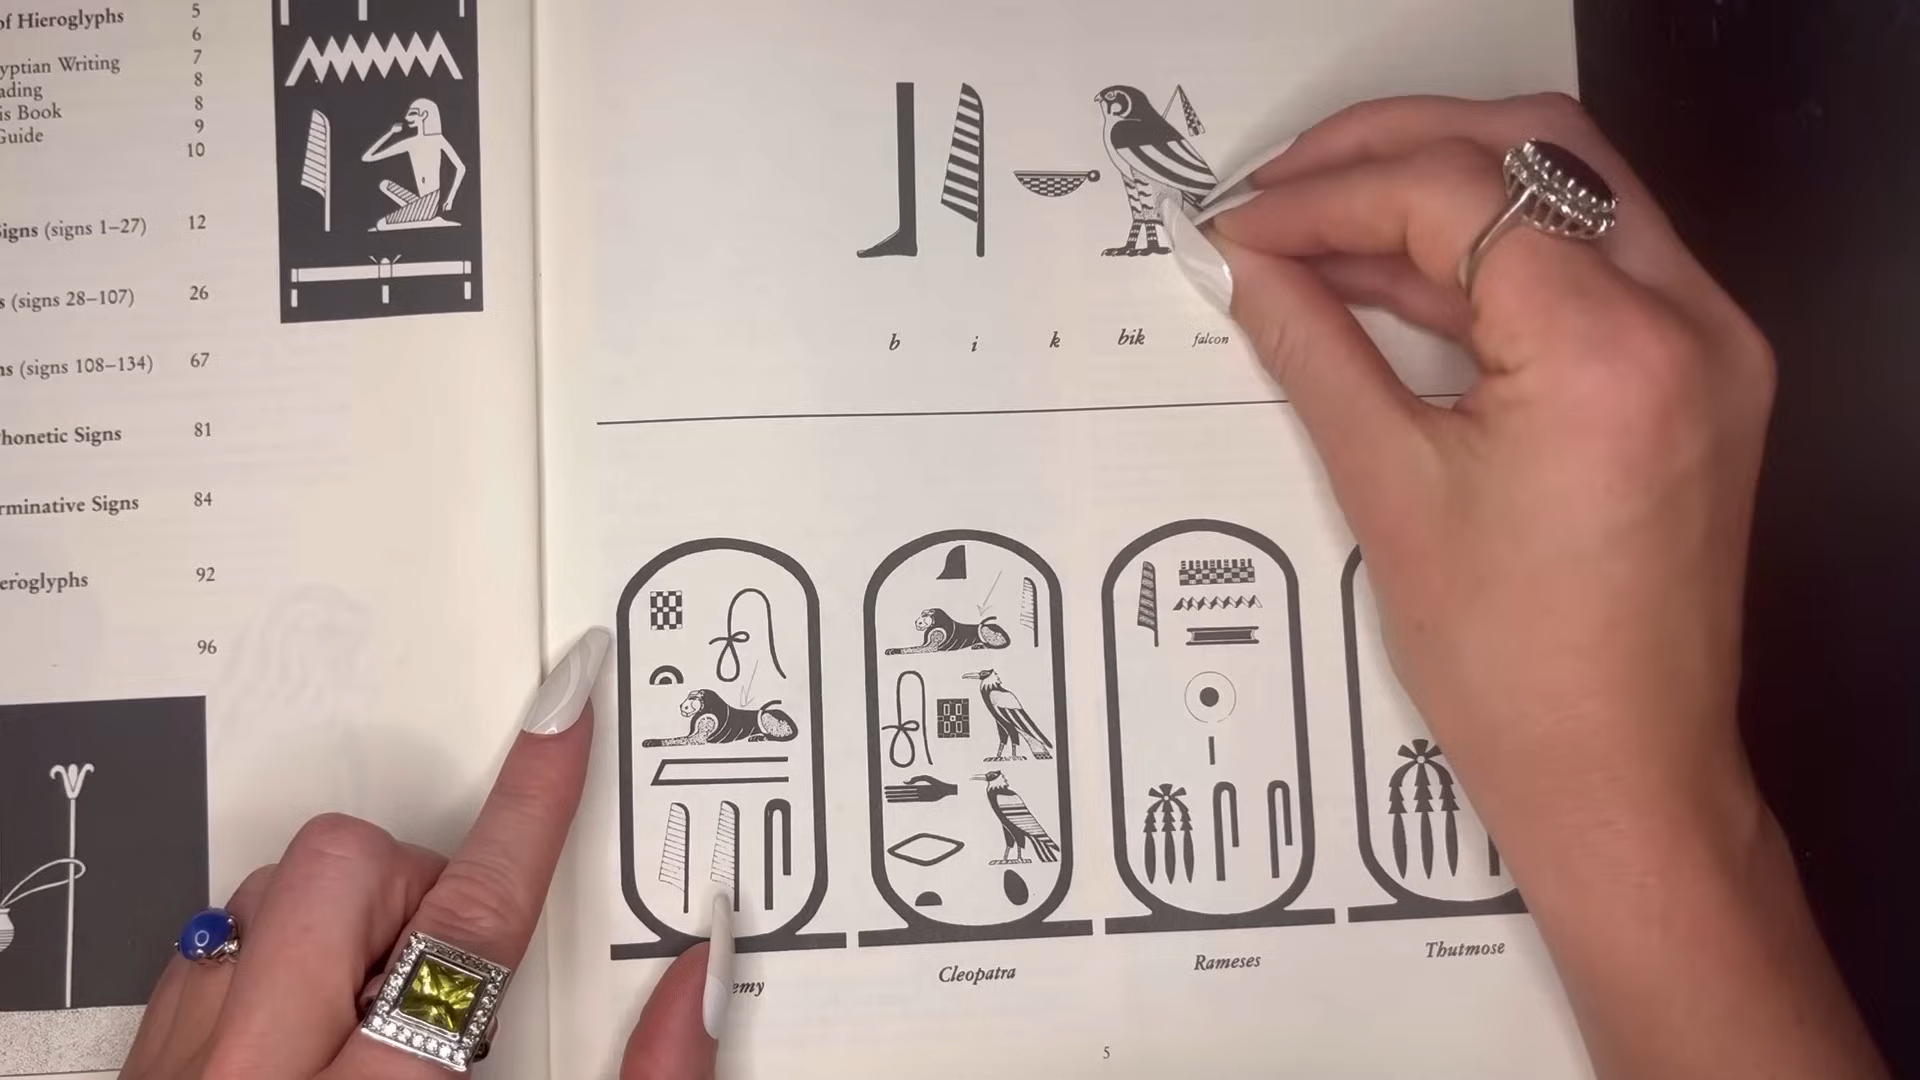 of Hieroglyphs 5
6
yptian Writing 7
ading 8
is Book 8
Guide 9
10
Signs (signs 1–27) 12
s (signs 28–107) 26
ns (signs 108–134) 67
honetic Signs 81
rminative Signs 84
eroglyphs 92
96
b i k bik falcon
emy Cleopatra Rameses Thutmose
5